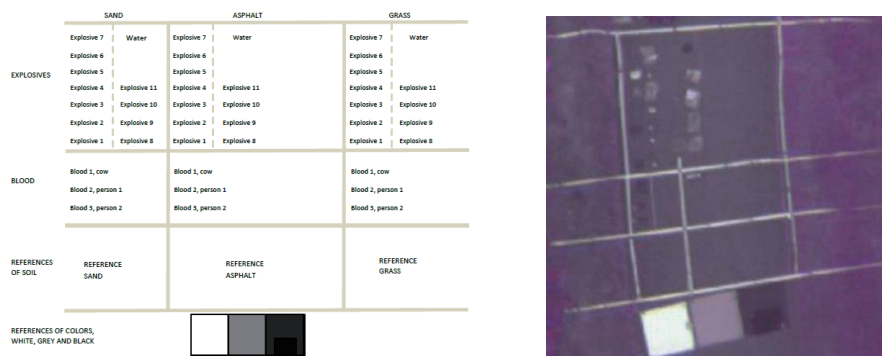 SAND ASPHALT GRASS
Explosive 7 Water Explosive 7 Water Explosive 7 Water
Explosive 6 Explosive 6 Explosive 6
EXPLOSIVES Explosive 5 Explosive 5 Explosive 5
Explosive 4 Explosive 11 Explosive 4 Explosive 11 Explosive 4 Explosive 11
Explosive 3 Explosive 10 Explosive 3 Explosive 10 Explosive 3 Explosive 10
Explosive 2 Explosive 9 Explosive 2 Explosive 9 Explosive 2 Explosive 9
Explosive 1 Explosive 8 Explosive 1 Explosive 8 Explosive 1 Explosive 8
Blood 1, cow Blood 1, cow Blood 1, cow
BLOOD
Blood 2, person 1 Blood 2, person 1 Blood 2, person 1
Blood 3, person 2 Blood 3, person 2 Blood 3, person 2
REFERENCES OF SOIL
REFERENCE SAND
REFERENCE ASPHALT
REFERENCE GRASS
REFERENCES OF COLORS,
WHITE, GREY AND BLACK